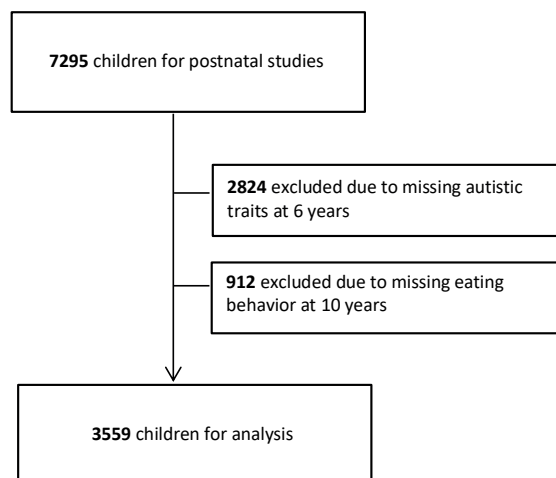 7295 children for postnatal studies
2824 excluded due to missing autistic
traits at 6 years
912 excluded due to missing eating
behavior at 10 years
3559 children for analysis